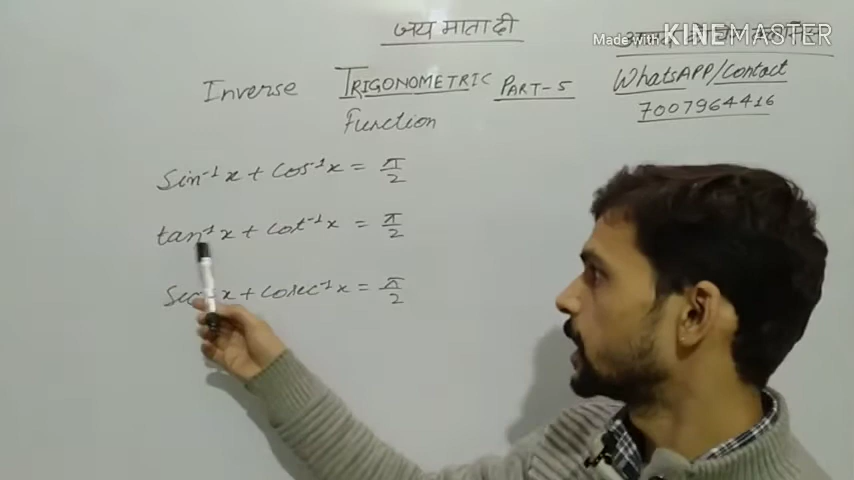 जय माता दी
Made with KINEMASTER
Inverse TRIGONOMETRIC PART-5
Function
WhatsAPP/Contact
7007964416
Sin⁻¹x + Cos⁻¹x = π/2
tan⁻¹x + Cot⁻¹x = π/2
Sec⁻¹x + Cosec⁻¹x = π/2